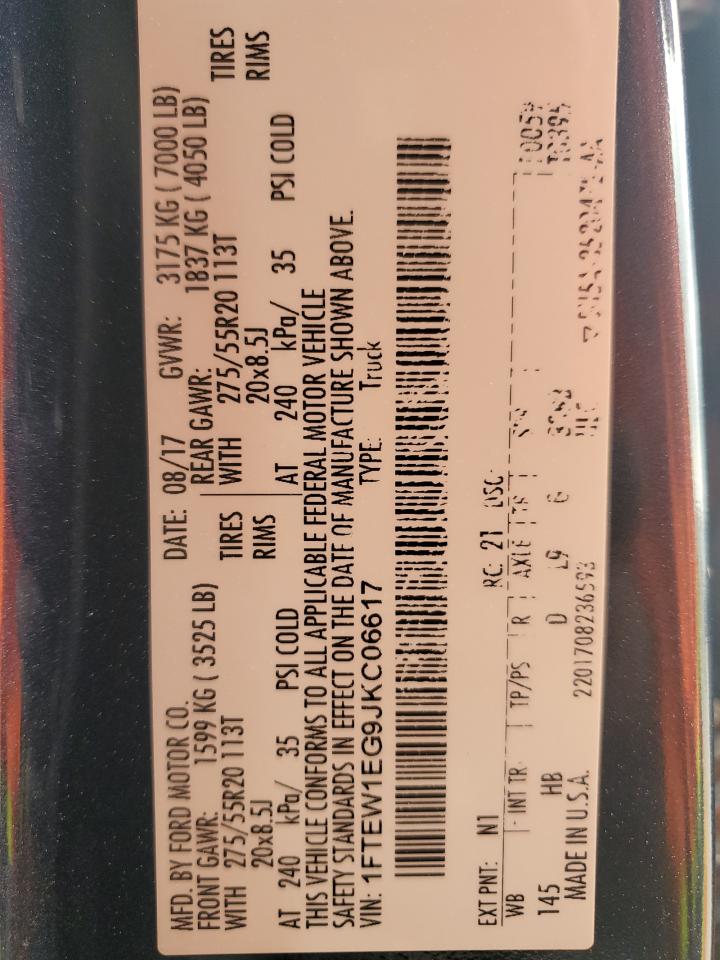 MFD. BY FORD MOTOR CO.
DATE: 08/17 GVWR: 3175 KG ( 7000 LB)
FRONT GAWR: 1599 KG ( 3525 LB)
REAR GAWR: 1837 KG ( 4050 LB)
WITH 275/55R20 113T TIRES
WITH 275/55R20 113T TIRES
20x8.5J RIMS
20x8.5J RIMS
AT 240 kPa/ 35 PSI COLD
AT 240 kPa/ 35 PSI COLD
THIS VEHICLE CONFORMS TO ALL APPLICABLE FEDERAL MOTOR VEHICLE
SAFETY STANDARDS IN EFFECT ON THE DATE OF MANUFACTURE SHOWN ABOVE.
VIN: 1FTEW1EG9JKC06617 TYPE: Truck
EXT PNT: N1 RC: 21 DSO:
WB INT TR TP/PS R AXLE TR
145 HB D L9 6
MADE IN U.S.A. 2201708236593